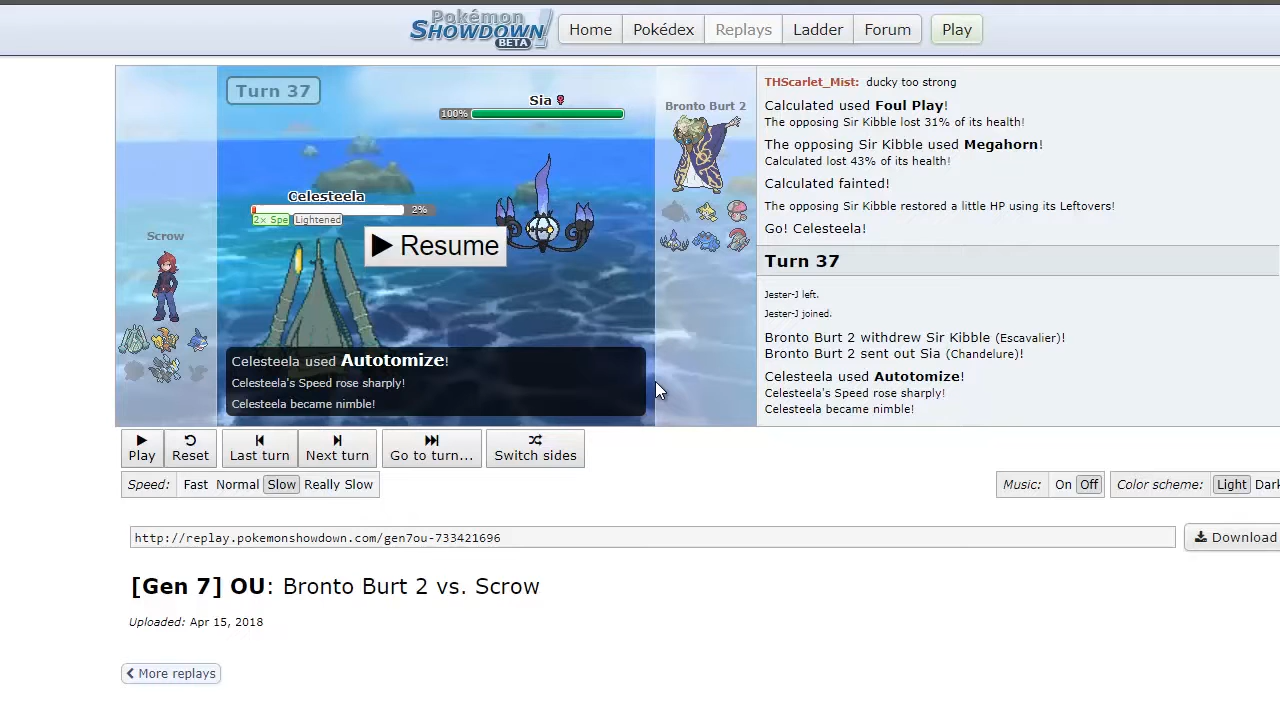 Pokémon
SHOWDOWN!
BETA
Home
Pokédex
Replays
Ladder
Forum
Play
Turn 37
Sia
100%
Celesteela
2%
2× Spe
Lightened
Resume
Scrow
Bronto Burt 2
Celesteela used Autotomize!
Celesteela's Speed rose sharply!
Celesteela became nimble!
THScarlet_Mist: ducky too strong
Calculated used Foul Play!
The opposing Sir Kibble lost 31% of its health!
The opposing Sir Kibble used Megahorn!
Calculated lost 43% of its health!
Calculated fainted!
The opposing Sir Kibble restored a little HP using its Leftovers!
Go! Celesteela!
Turn 37
Jester-J left.
Jester-J joined.
Bronto Burt 2 withdrew Sir Kibble (Escavalier)!
Bronto Burt 2 sent out Sia (Chandelure)!
Celesteela used Autotomize!
Celesteela's Speed rose sharply!
Celesteela became nimble!
Play
Reset
Last turn
Next turn
Go to turn...
Switch sides
Speed: Fast Normal Slow Really Slow
Music: On Off
Color scheme: Light Dark
http://replay.pokemonshowdown.com/gen7ou-733421696
Download
[Gen 7] OU: Bronto Burt 2 vs. Scrow
Uploaded: Apr 15, 2018
More replays